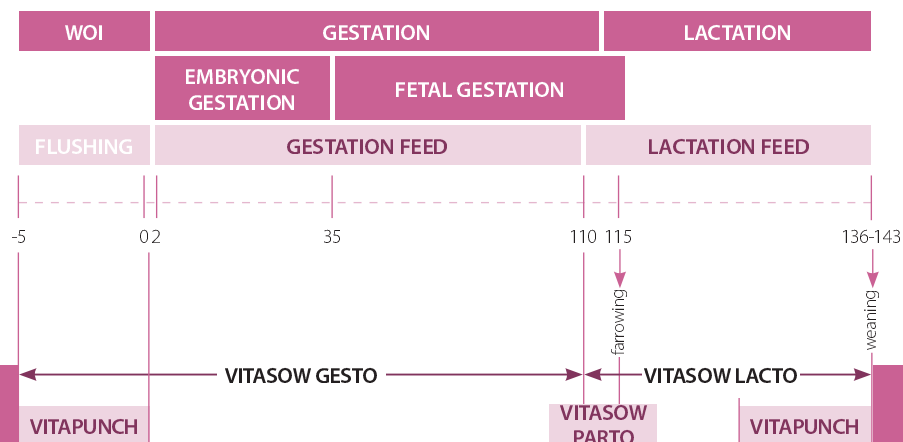 WOI GESTATION LACTATION
EMBRYONIC
GESTATION
FETAL GESTATION
FLUSHING GESTATION FEED LACTATION FEED
-5 0 2 35 110 115 136-143
farrowing
weaning
VITASOW GESTO VITASOW LACTO
VITAPUNCH
VITASOW
PARTO
VITAPUNCH